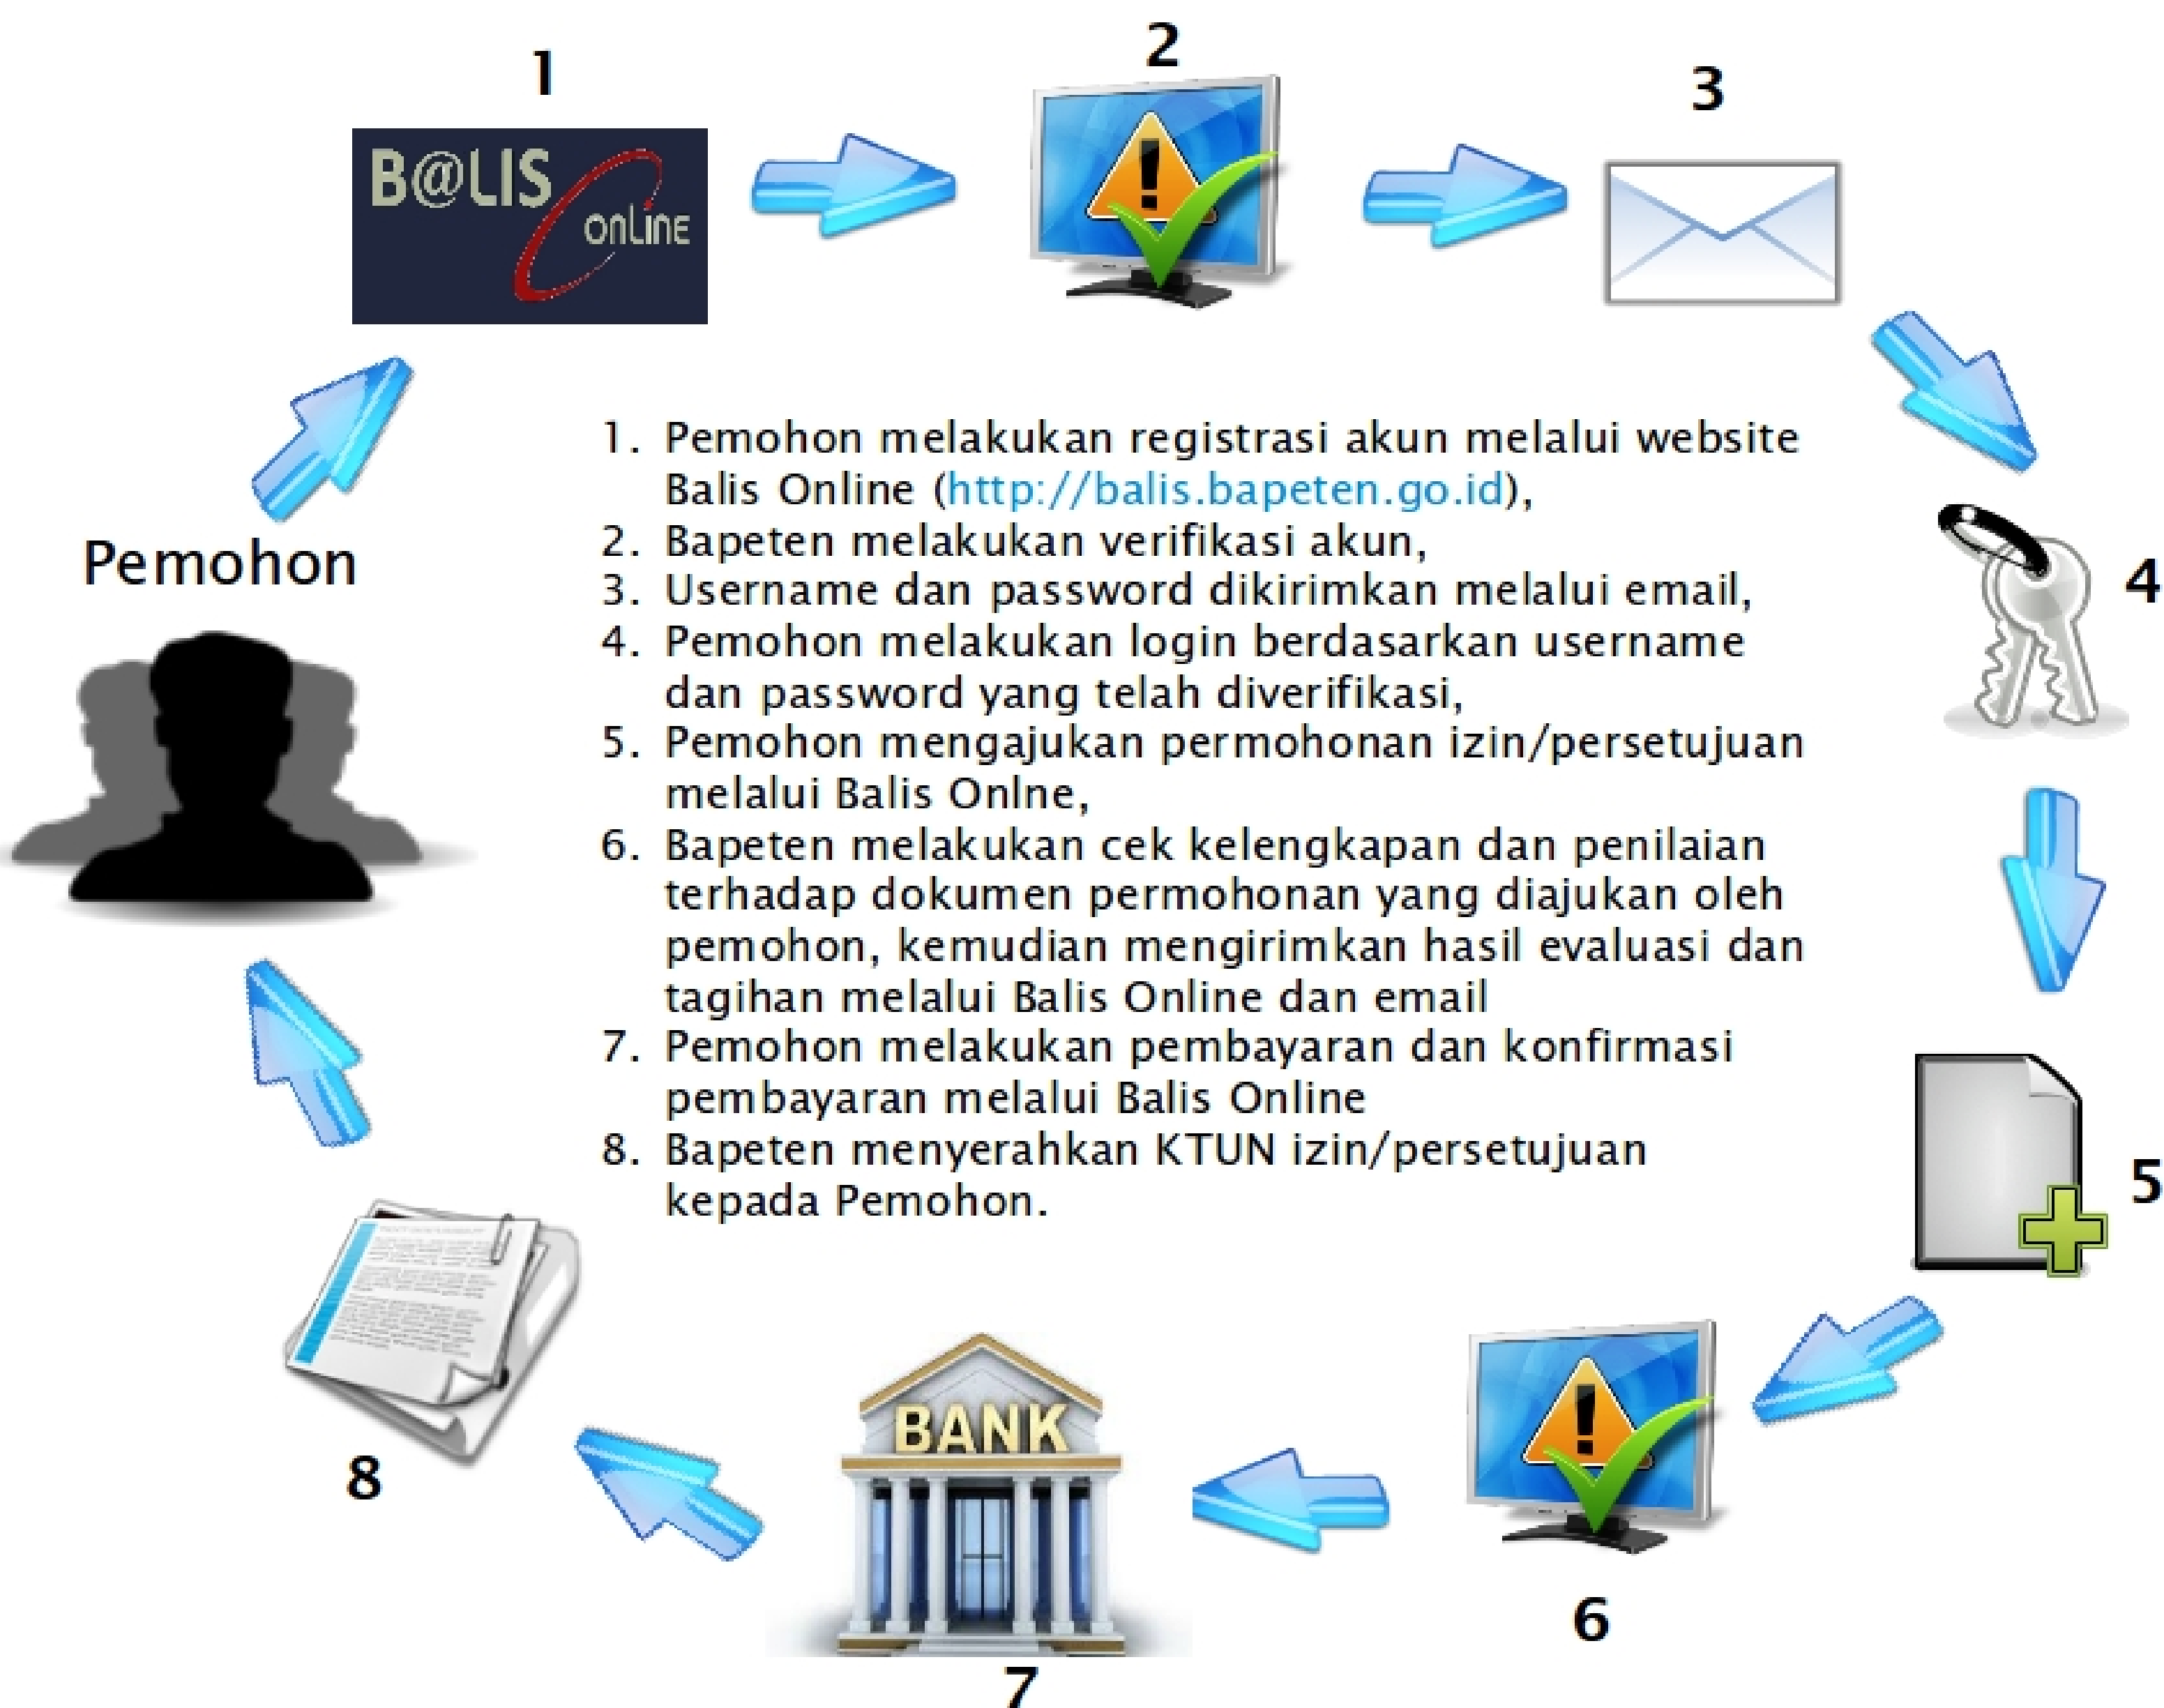 1
2
3
B@LIS
onLine
1. Pemohon melakukan registrasi akun melalui website
Balis Online (http://balis.bapeten.go.id),
2. Bapeten melakukan verifikasi akun,
3. Username dan password dikirimkan melalui email,
4. Pemohon melakukan login berdasarkan username
dan password yang telah diverifikasi,
5. Pemohon mengajukan permohonan izin/persetujuan
melalui Balis Onlne,
6. Bapeten melakukan cek kelengkapan dan penilaian
terhadap dokumen permohonan yang diajukan oleh
pemohon, kemudian mengirimkan hasil evaluasi dan
tagihan melalui Balis Online dan email
7. Pemohon melakukan pembayaran dan konfirmasi
pembayaran melalui Balis Online
8. Bapeten menyerahkan KTUN izin/persetujuan
kepada Pemohon.
Pemohon
4
5
6
BANK
7
8